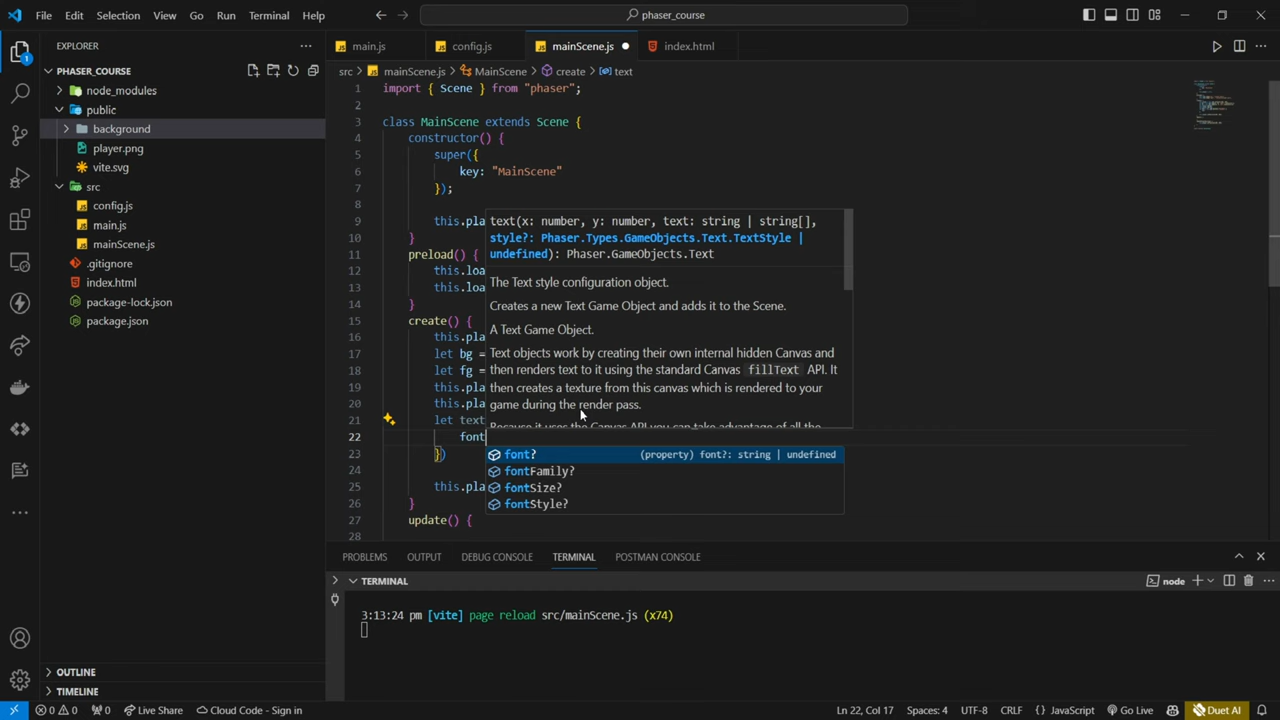 File Edit Selection View Go Run Terminal Help
phaser_course
EXPLORER
main.js config.js mainScene.js index.html
PHASER_COURSE
src > mainScene.js > MainScene > create > text
node_modules
public
background
player.png
vite.svg
src
config.js
main.js
mainScene.js
.gitignore
index.html
package-lock.json
package.json
1 import { Scene } from "phaser";
2
3 class MainScene extends Scene {
4 constructor() {
5 super({
6 key: "MainScene"
7 });
8
9 this.pla
10 }
11 preload() {
12 this.loa
13 this.loa
14 }
15 create() {
16 this.pla
17 let bg =
18 let fg =
19 this.pla
20 this.pla
21 let text
22 font
23 })
24
25 this.pla
26 }
27 update() {
28
text(x: number, y: number, text: string | string[],
style?: Phaser.Types.GameObjects.Text.TextStyle |
undefined): Phaser.GameObjects.Text
The Text style configuration object.
Creates a new Text Game Object and adds it to the Scene.
A Text Game Object.
Text objects work by creating their own internal hidden Canvas and
then renders text to it using the standard Canvas fillText API. It
then creates a texture from this canvas which is rendered to your
game during the render pass.
Because it uses the Canvas API you can take advantage of all the
font? (property) font?: string | undefined
fontFamily?
fontSize?
fontStyle?
PROBLEMS OUTPUT DEBUG CONSOLE TERMINAL POSTMAN CONSOLE
TERMINAL
node
3:13:24 pm [vite] page reload src/mainScene.js (x74)
OUTLINE
TIMELINE
0 0 0 Live Share Cloud Code - Sign in
Ln 22, Col 17 Spaces: 4 UTF-8 CRLF {} JavaScript Go Live Duet AI